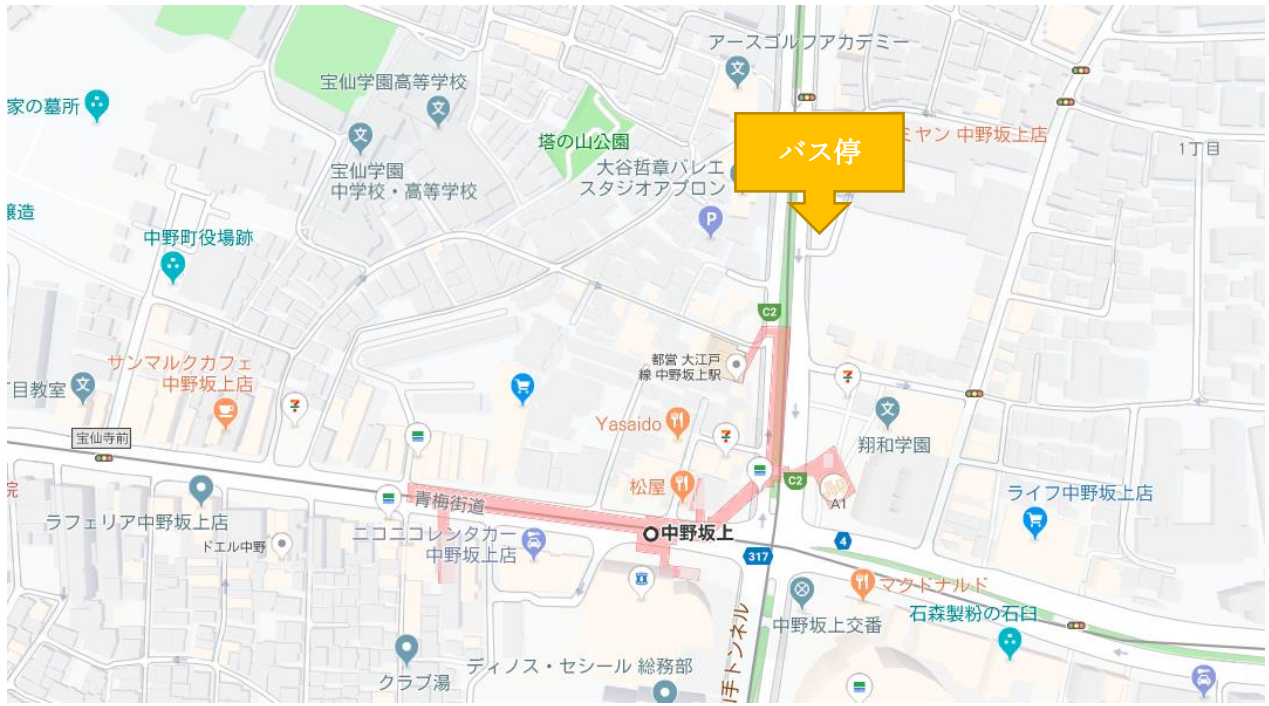 アースゴルフアカデミー
宝仙学園高等学校
家の墓所
塔の山公園
バス停
ミヤン 中野坂上店
1丁目
宝仙学園
中学校・高等学校
大谷哲章バレエ
スタジオアプロン
P
醸造
中野町役場跡
C2
サンマルクカフェ
中野坂上店
都営 大江戸
線 中野坂上駅
丁目教室
Yasaido
宝仙寺前
翔和学園
院
松屋
C2
A1
ライフ中野坂上店
青梅街道
ラフェリア中野坂上店
ニコニコレンタカー
中野坂上店
ドエル中野
中野坂上
4
317
マクドナルド
中野坂上交番
石森製粉の石臼
手トンネル
クラブ湯
ディノス・セシール 総務部